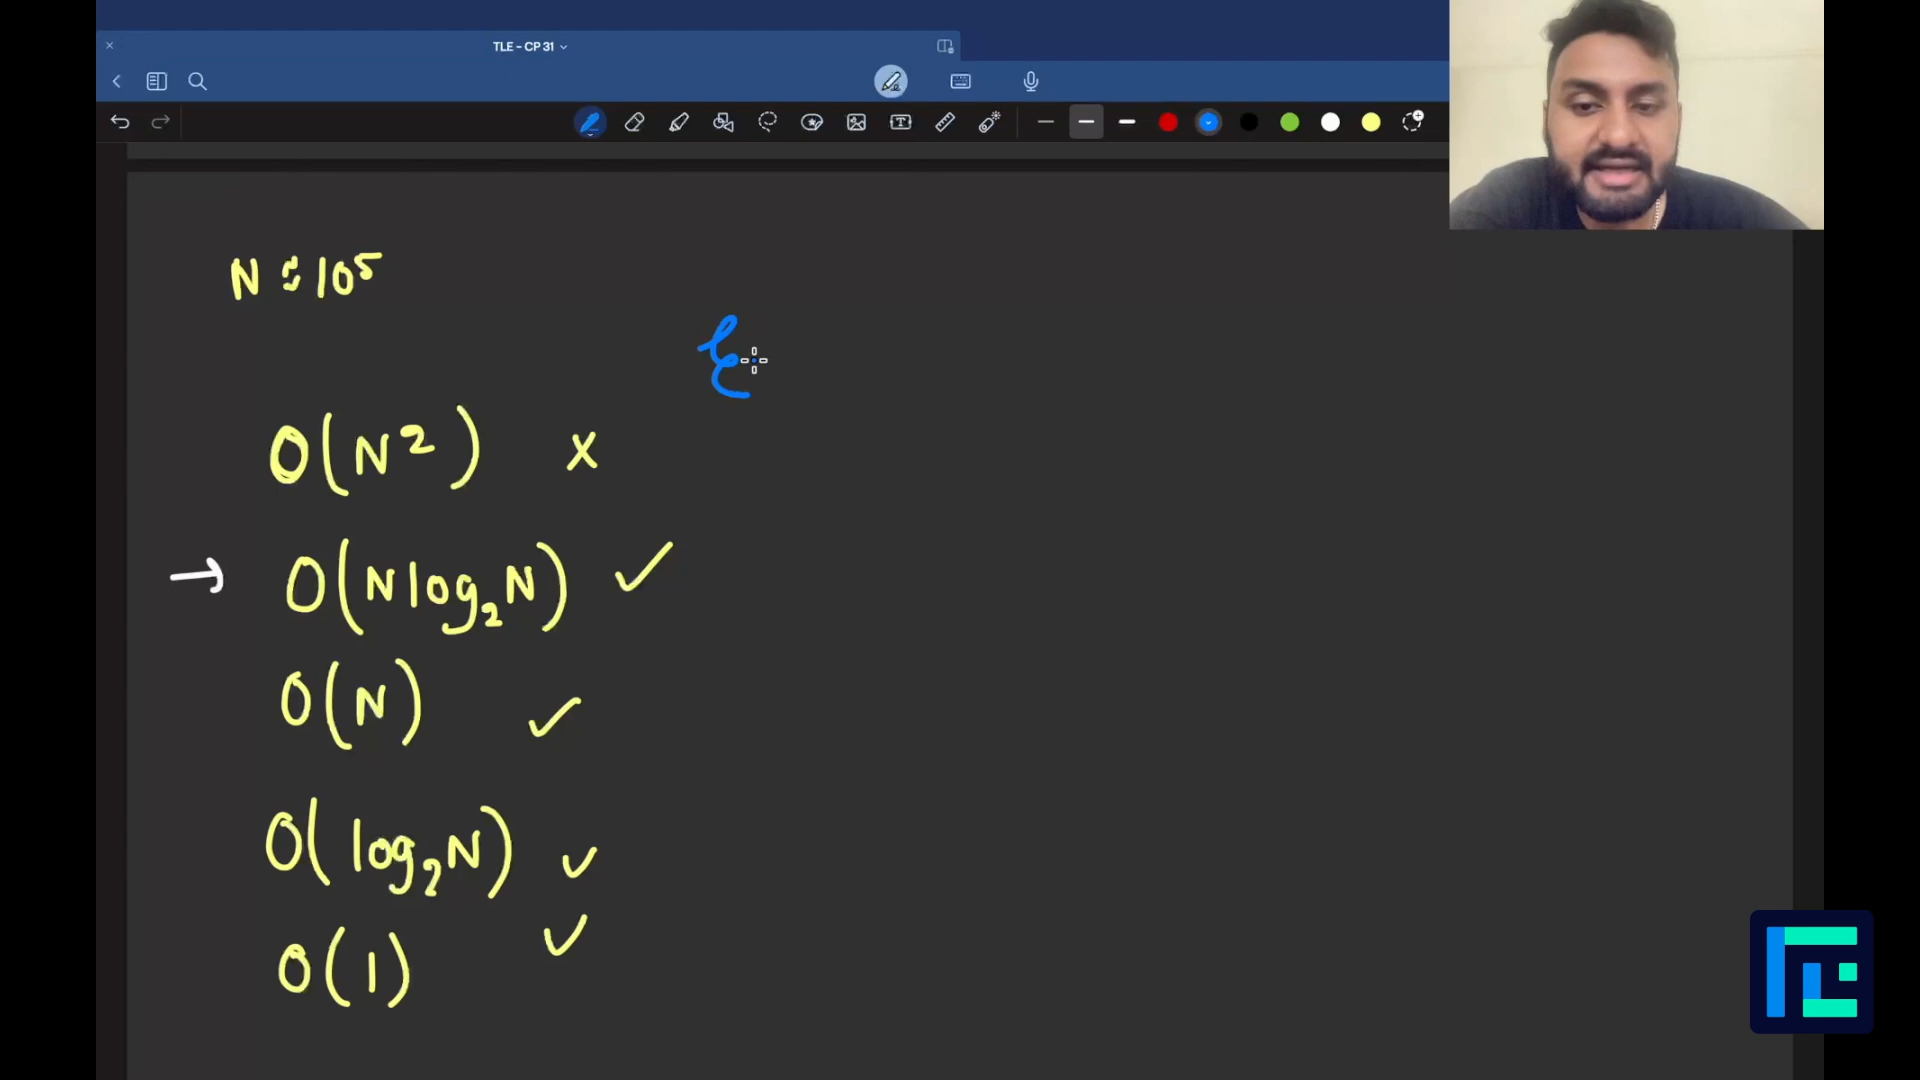 TLE - CP 31
N ≈ 10⁵
E
O(N²) x
→ O(N log₂N) ✓
O(N) ✓
O(log₂N) ✓
O(1) ✓